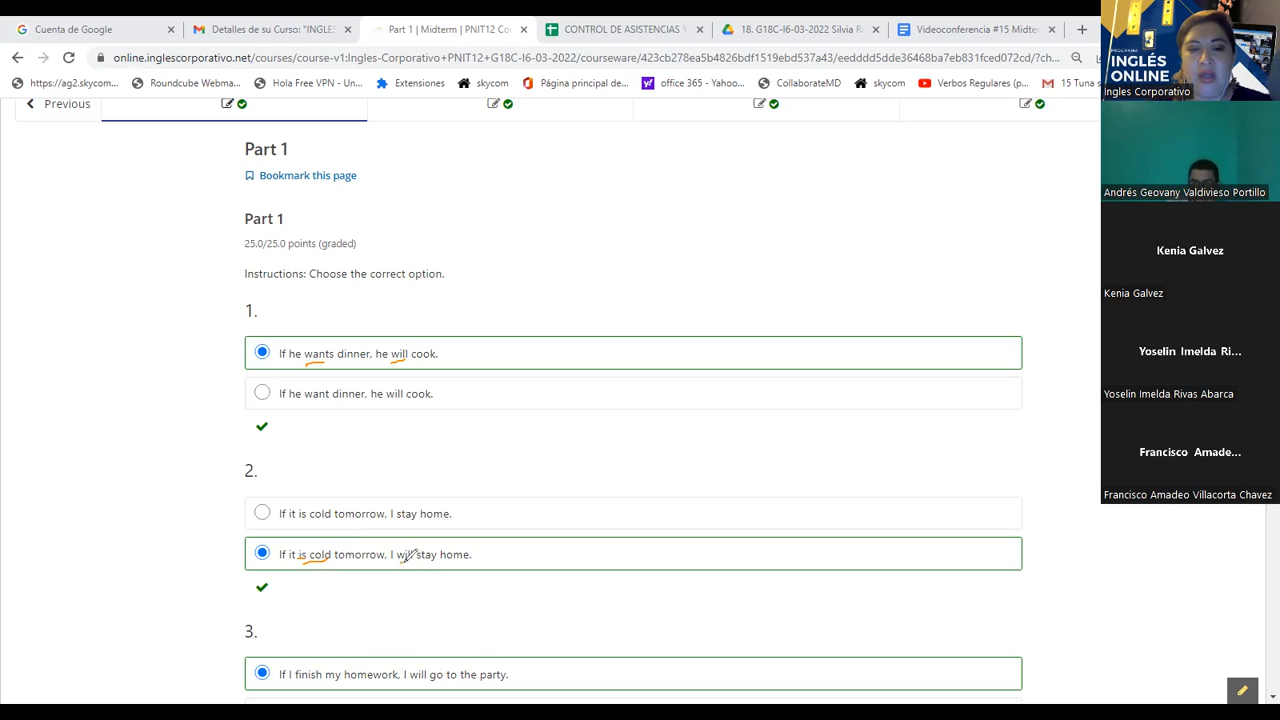 Cuenta de Google
Detalles de su Curso: "INGLES
Part 1 | Midterm | PNIT12 Co
CONTROL DE ASISTENCIAS Y
18. G18C-I6-03-2022 Silvia R
Videoconferencia #15 Midte
online.inglescorporativo.net/courses/course-v1:Ingles-Corporativo+PNIT12+G18C-I6-03-2022/courseware/423cb278a5b4826bdf1519ebd537a47eedddd5dde36468ba7eb831fced072cd/?ch...
https://ag2.skycom...
Roundcube Webma...
Hola Free VPN - Un...
Extensiones
skycom
Página principal de...
office 365 - Yahoo...
CollaborateMD
skycom
Verbos Regulares (p...
15 Tuna s
Previous
Part 1
Bookmark this page
Part 1
25.0/25.0 points (graded)
Instructions: Choose the correct option.
1.
If he wants dinner, he will cook.
If he want dinner, he will cook.
2.
If it is cold tomorrow, I stay home.
If it is cold tomorrow, I will stay home.
3.
If I finish my homework, I will go to the party.
PROGRAMA
INGLÉS
ONLINE
Ingles Corporativo
Andrés Geovany Valdivieso Portillo
Kenia Galvez
Kenia Galvez
Yoselin Imelda Ri...
Yoselin Imelda Rivas Abarca
Francisco Amade...
Francisco Amadeo Villacorta Chavez